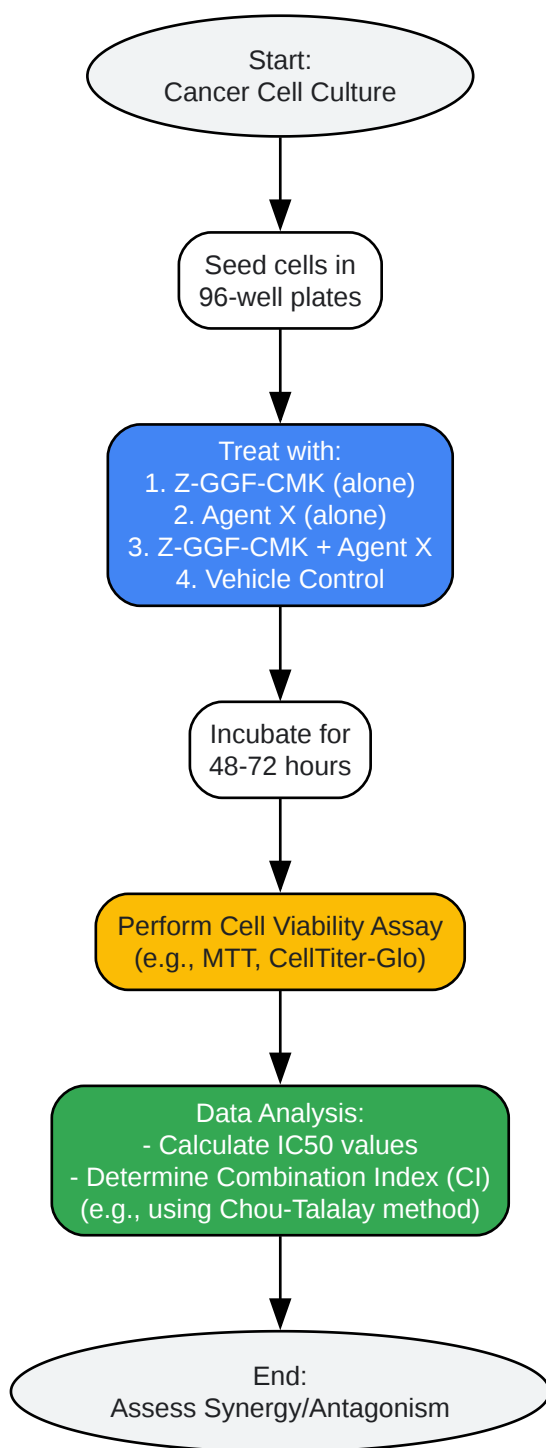 Start:
Cancer Cell Culture
Seed cells in
96-well plates
Treat with:
1. Z-GGF-CMK (alone)
2. Agent X (alone)
3. Z-GGF-CMK + Agent X
4. Vehicle Control
Incubate for
48-72 hours
Perform Cell Viability Assay
(e.g., MTT, CellTiter-Glo)
Data Analysis:
- Calculate IC50 values
- Determine Combination Index (CI)
(e.g., using Chou-Talalay method)
End:
Assess Synergy/Antagonism